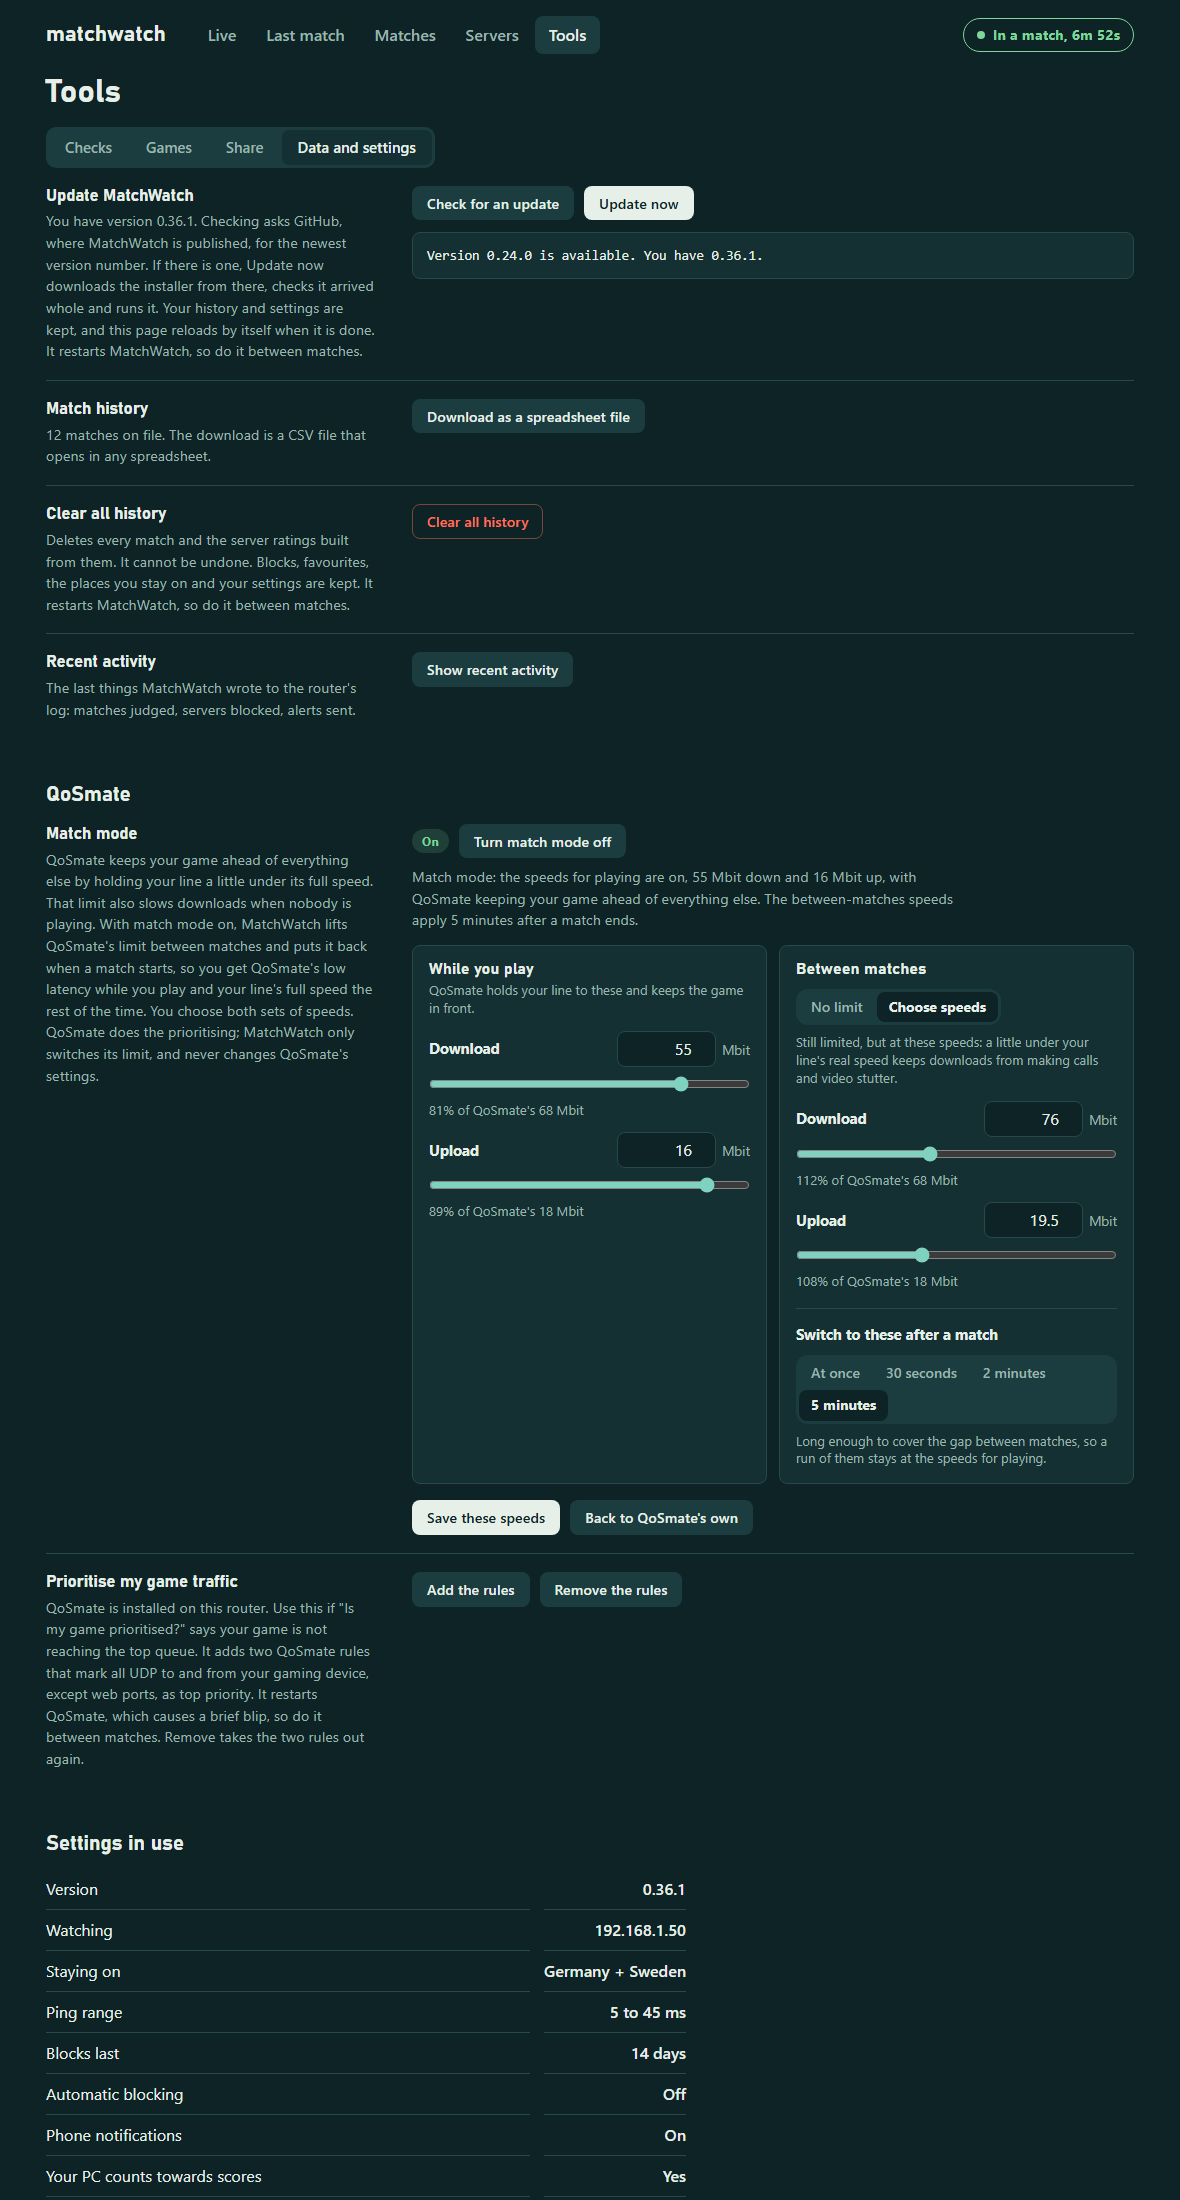 matchwatch
Live
Last match
Matches
Servers
Tools
In a match, 6m 52s
Tools
Checks
Games
Share
Data and settings
Update MatchWatch
You have version 0.36.1. Checking asks GitHub,
where MatchWatch is published, for the newest
version number. If there is one, Update now
downloads the installer from there, checks it arrived
whole and runs it. Your history and settings are
kept, and this page reloads by itself when it is done.
It restarts MatchWatch, so do it between matches.
Check for an update
Update now
Version 0.24.0 is available. You have 0.36.1.
Match history
12 matches on file. The download is a CSV file that
opens in any spreadsheet.
Download as a spreadsheet file
Clear all history
Deletes every match and the server ratings built
from them. It cannot be undone. Blocks, favourites,
the places you stay on and your settings are kept. It
restarts MatchWatch, so do it between matches.
Clear all history
Recent activity
The last things MatchWatch wrote to the router's
log: matches judged, servers blocked, alerts sent.
Show recent activity
QoSmate
Match mode
QoSmate keeps your game ahead of everything
else by holding your line a little under its full speed.
That limit also slows downloads when nobody is
playing. With match mode on, MatchWatch lifts
QoSmate's limit between matches and puts it back
when a match starts, so you get QoSmate's low
latency while you play and your line's full speed the
rest of the time. You choose both sets of speeds.
QoSmate does the prioritising; MatchWatch only
switches its limit, and never changes QoSmate's
settings.
On
Turn match mode off
Match mode: the speeds for playing are on, 55 Mbit down and 16 Mbit up, with
QoSmate keeping your game ahead of everything else. The between-matches speeds
apply 5 minutes after a match ends.
While you play
QoSmate holds your line to these and keeps the game
in front.
Download
55
Mbit
81% of QoSmate's 68 Mbit
Upload
16
Mbit
89% of QoSmate's 18 Mbit
Between matches
No limit
Choose speeds
Still limited, but at these speeds: a little under your
line's real speed keeps downloads from making calls
and video stutter.
Download
76
Mbit
112% of QoSmate's 68 Mbit
Upload
19.5
Mbit
108% of QoSmate's 18 Mbit
Switch to these after a match
At once
30 seconds
2 minutes
5 minutes
Long enough to cover the gap between matches, so a
run of them stays at the speeds for playing.
Save these speeds
Back to QoSmate's own
Prioritise my game traffic
QoSmate is installed on this router. Use this if "Is
my game prioritised?" says your game is not
reaching the top queue. It adds two QoSmate rules
that mark all UDP to and from your gaming device,
except web ports, as top priority. It restarts
QoSmate, which causes a brief blip, so do it
between matches. Remove takes the two rules out
again.
Add the rules
Remove the rules
Settings in use
Version 0.36.1
Watching 192.168.1.50
Staying on Germany + Sweden
Ping range 5 to 45 ms
Blocks last 14 days
Automatic blocking Off
Phone notifications On
Your PC counts towards scores Yes